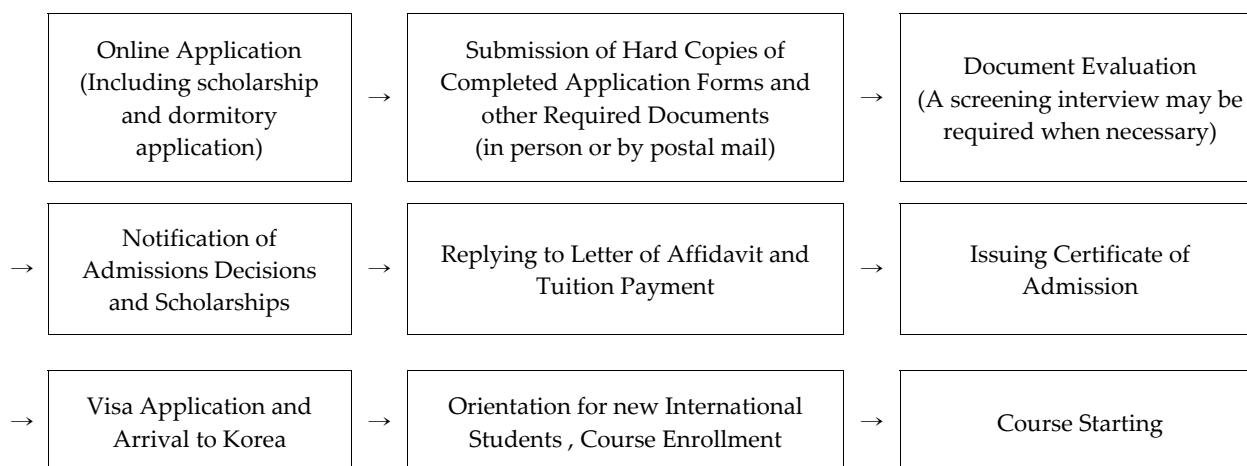 Online Application
(Including scholarship
and dormitory
application)
→
Submission of Hard Copies of
Completed Application Forms and
other Required Documents
(in person or by postal mail)
→
Document Evaluation
(A screening interview may be
required when necessary)
→
Notification of
Admissions Decisions
and Scholarships
→
Replying to Letter of Affidavit and
Tuition Payment
→
Issuing Certificate of
Admission
→
Visa Application and
Arrival to Korea
→
Orientation for new International
Students , Course Enrollment
→
Course Starting